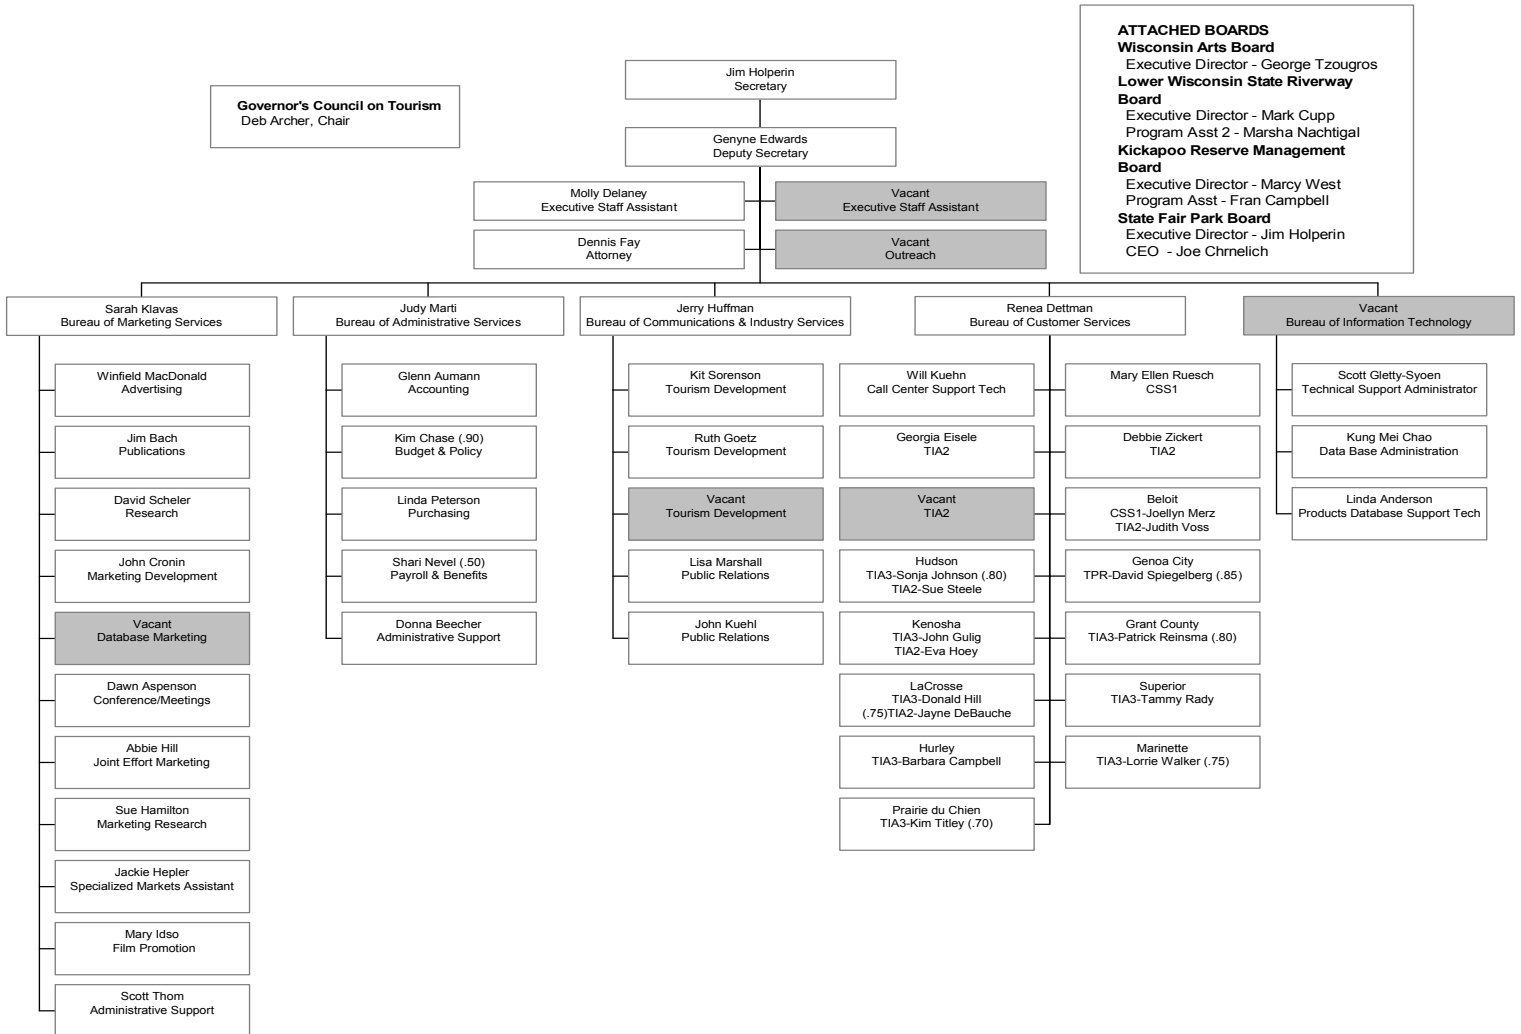 ATTACHED BOARDS
Wisconsin Arts Board
Executive Director - George Tzougros
Lower Wisconsin State Riverway
Board
Executive Director - Mark Cupp
Program Asst 2 - Marsha Nachtigal
Kickapoo Reserve Management
Board
Executive Director - Marcy West
Program Asst - Fran Campbell
State Fair Park Board
Executive Director - Jim Holperin
CEO  - Joe Chrnelich
Governor's Council on Tourism
Deb Archer, Chair
Jim Holperin
Secretary
Genyne Edwards
Deputy Secretary
Molly Delaney
Executive Staff Assistant
Vacant
Executive Staff Assistant
Dennis Fay
Attorney
Vacant
Outreach
Sarah Klavas
Bureau of Marketing Services
Winfield MacDonald
Advertising
Jim Bach
Publications
David Scheler
Research
John Cronin
Marketing Development
Vacant
Database Marketing
Dawn Aspenson
Conference/Meetings
Abbie Hill
Joint Effort Marketing
Sue Hamilton
Marketing Research
Jackie Hepler
Specialized Markets Assistant
Mary Idso
Film Promotion
Scott Thom
Administrative Support
Judy Marti
Bureau of Administrative Services
Glenn Aumann
Accounting
Kim Chase (.90)
Budget & Policy
Linda Peterson
Purchasing
Shari Nevel (.50)
Payroll & Benefits
Donna Beecher
Administrative Support
Jerry Huffman
Bureau of Communications & Industry Services
Kit Sorenson
Tourism Development
Ruth Goetz
Tourism Development
Vacant
Tourism Development
Lisa Marshall
Public Relations
John Kuehl
Public Relations
Renea Dettman
Bureau of Customer Services
Will Kuehn
Call Center Support Tech
Mary Ellen Ruesch
CSS1
Georgia Eisele
TIA2
Debbie Zickert
TIA2
Vacant
TIA2
Beloit
CSS1-Joellyn Merz
TIA2-Judith Voss
Hudson
TIA3-Sonja Johnson (.80)
TIA2-Sue Steele
Genoa City
TPR-David Spiegelberg (.85)
Kenosha
TIA3-John Gulig
TIA2-Eva Hoey
Grant County
TIA3-Patrick Reinsma (.80)
LaCrosse
TIA3-Donald Hill
(.75)TIA2-Jayne DeBauche
Superior
TIA3-Tammy Rady
Hurley
TIA3-Barbara Campbell
Marinette
TIA3-Lorrie Walker (.75)
Prairie du Chien
TIA3-Kim Titley (.70)
Vacant
Bureau of Information Technology
Scott Gletty-Syoen
Technical Support Administrator
Kung Mei Chao
Data Base Administration
Linda Anderson
Products Database Support Tech